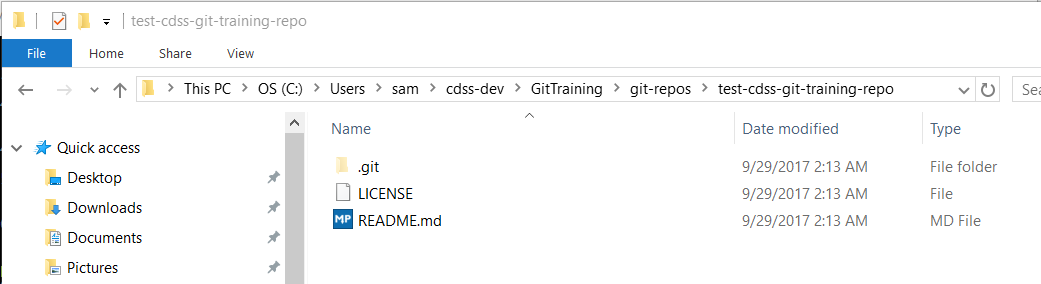 test-cdss-git-training-repo
File Home Share View
This PC OS (C:) Users sam cdss-dev GitTraining git-repos test-cdss-git-training-repo Sea
Name Date modified Type
Quick access
Desktop
Downloads
Documents
Pictures
.git 9/29/2017 2:13 AM File folder
LICENSE 9/29/2017 2:13 AM File
MP README.md 9/29/2017 2:13 AM MD File